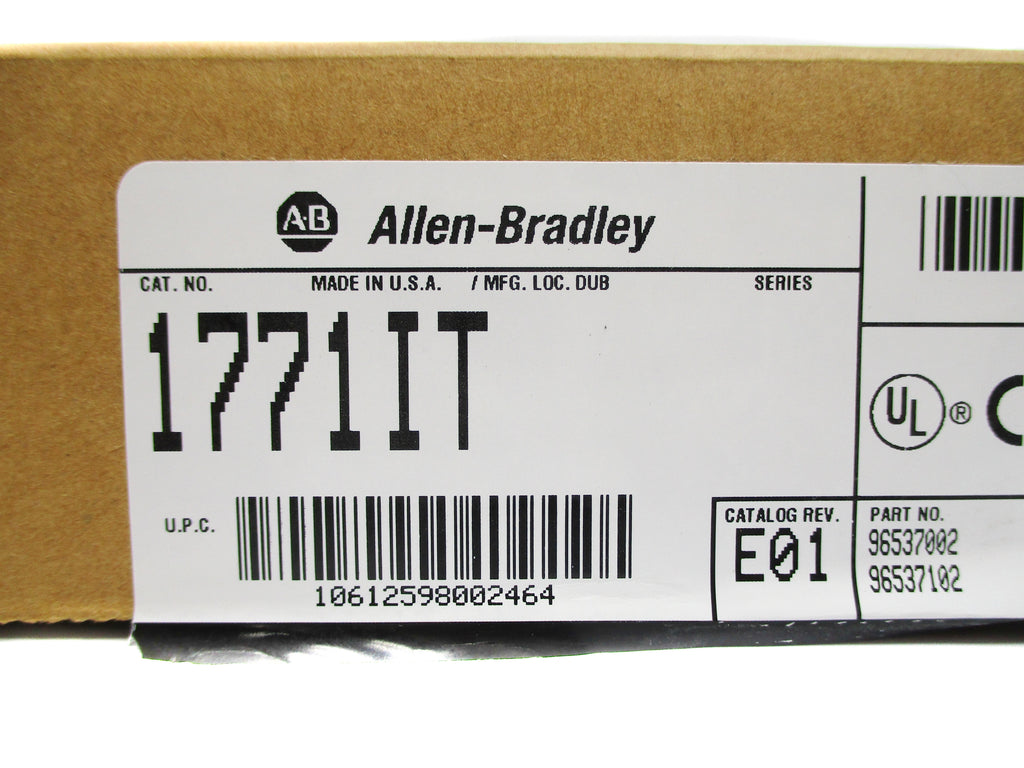 A·B Allen-Bradley
CAT. NO. MADE IN U.S.A. / MFG. LOC. DUB SERIES
1771IT
UL ®
U.P.C.
10612598002464
CATALOG REV.
E01
PART NO.
96537002
96537102